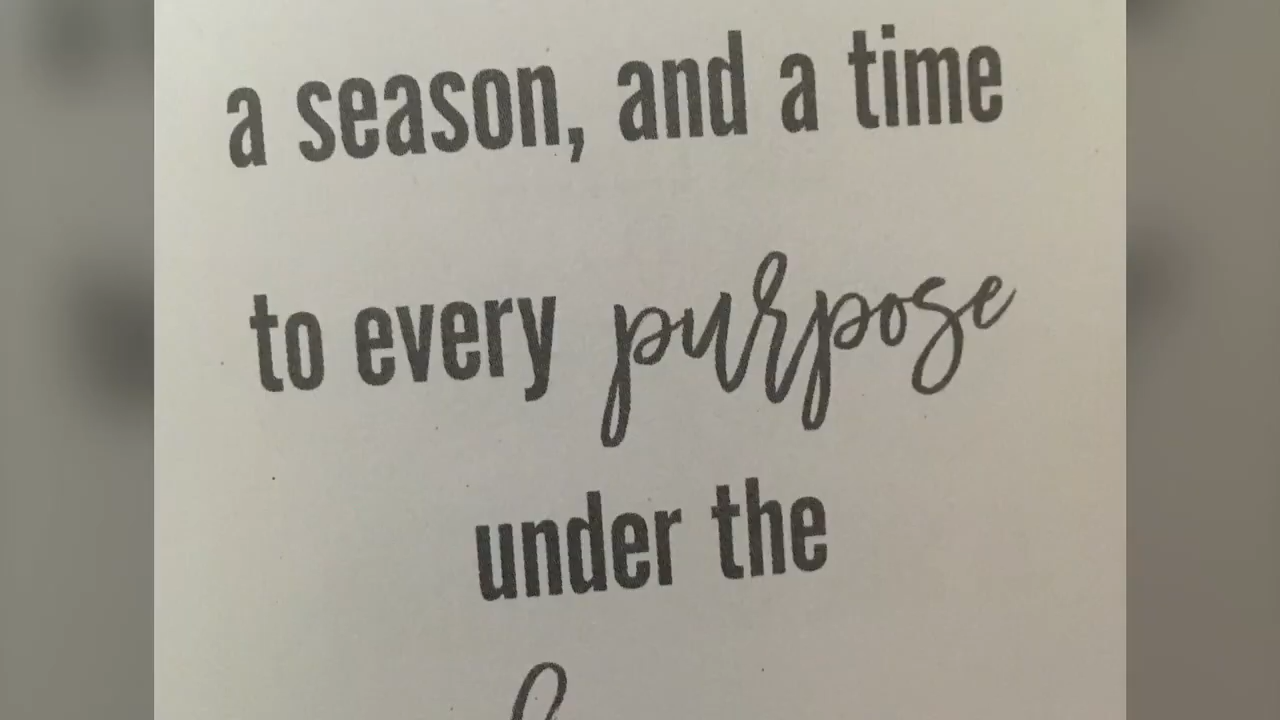 a season, and a time
to every purpose
under the